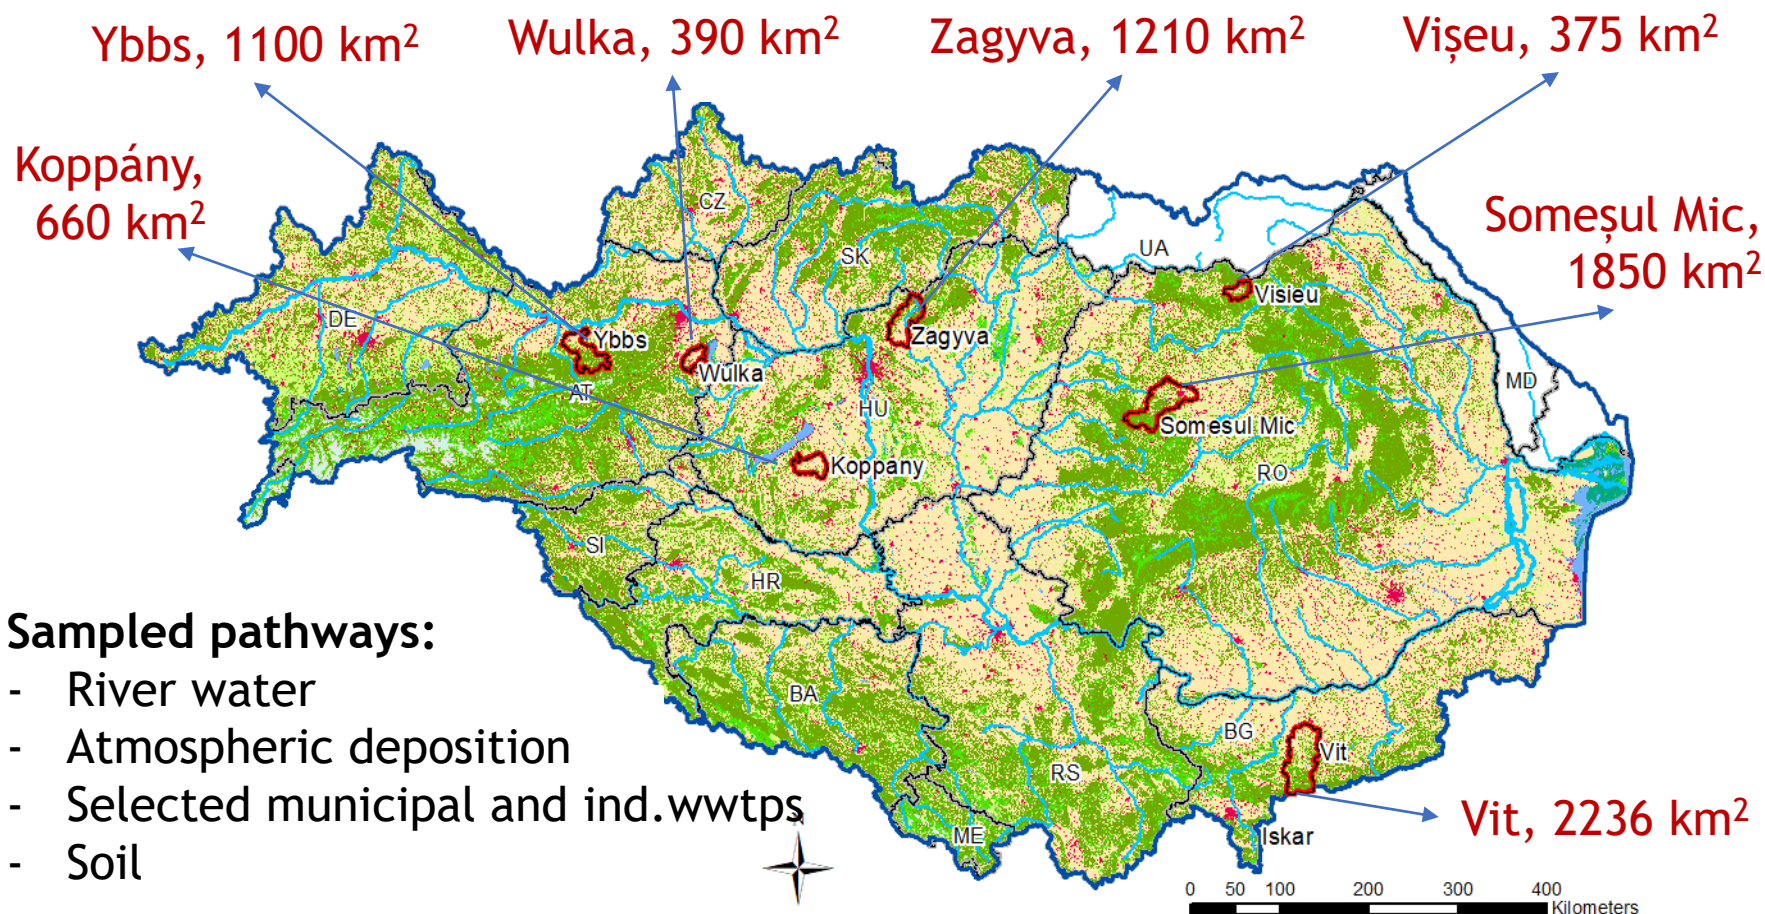 Ybbs, 1100 km²
Wulka, 390 km²
Zagyva, 1210 km²
Vișeu, 375 km²
Koppány,
660 km²
Someșul Mic,
1850 km²
CZ
SK
UA
DE
Ybbs
Wulka
Zagyva
Visieu
AT
HU
MD
Somesul Mic
Koppany
RO
SI
HR
BA
RS
BG
Vit
ME
Iskar
Vit, 2236 km²
Sampled pathways:
- River water
- Atmospheric deposition
- Selected municipal and ind.wwtps
- Soil
N
0 50 100 200 300 400
Kilometers